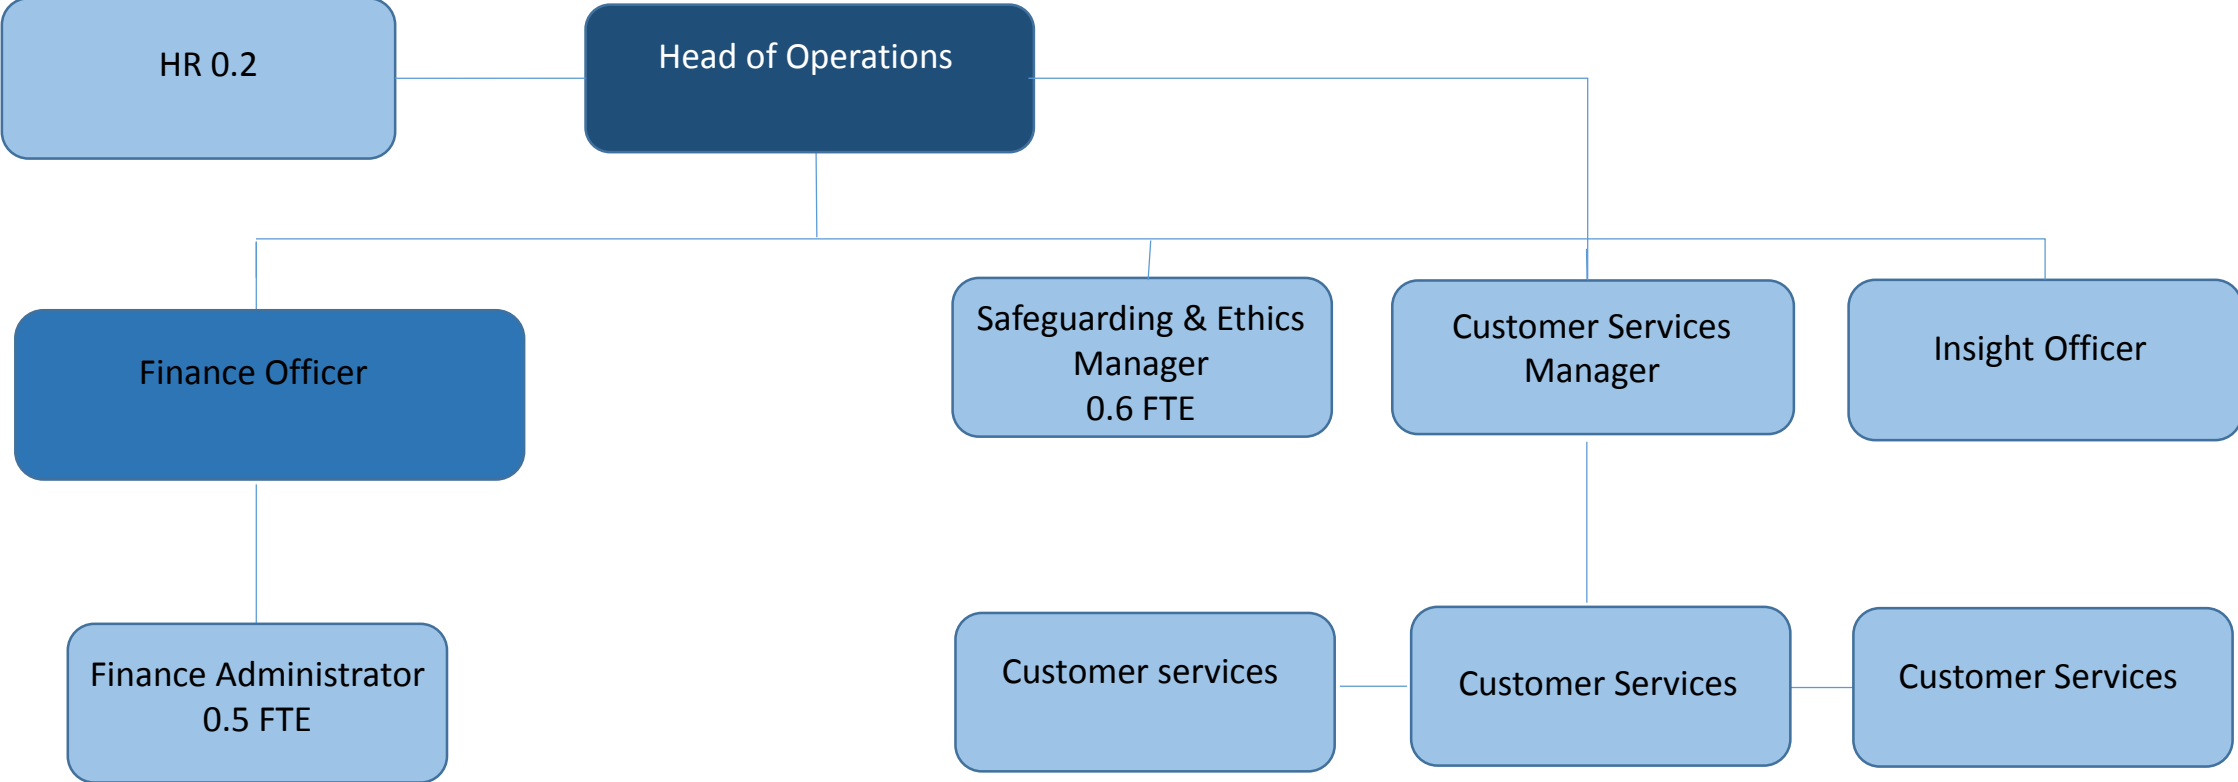 HR 0.2
Head of Operations
Finance Officer
Safeguarding & Ethics
Manager
0.6 FTE
Customer Services
Manager
Insight Officer
Finance Administrator
0.5 FTE
Customer services
Customer Services
Customer Services